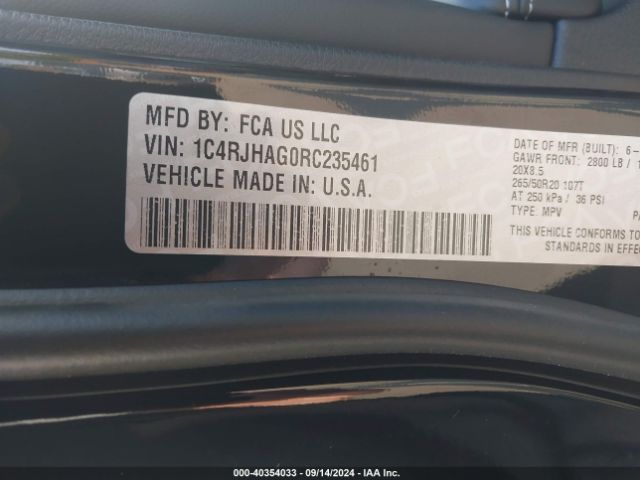 MFD BY: FCA US LLC
VIN: 1C4RJHAG0RC235461
VEHICLE MADE IN: U.S.A.
DATE OF MFR (BUILT): 6-
GAWR FRONT: 2800 LB / 1
20X8.5
265/50R20 107T
AT 250 kPa / 36 PSI
TYPE: MPV
THIS VEHICLE CONFORMS TO
STANDARDS IN EFFE
000-40354033 - 09/14/2024 - IAA Inc.